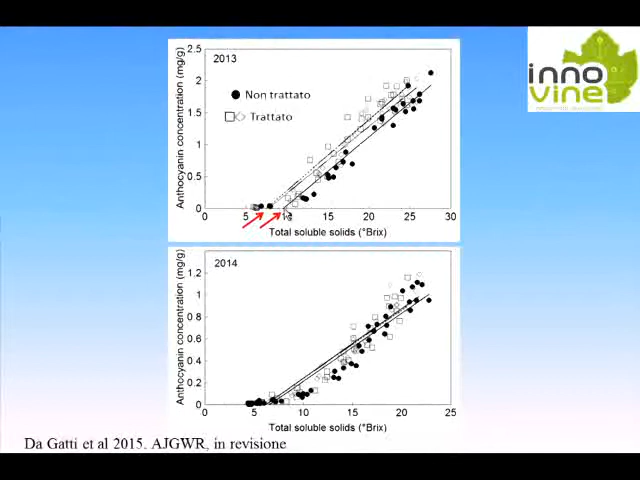 inno
vine
2013
Non trattato
Trattato
Anthocyanin concentration (mg/g)
2.5
2
1.5
1
0.5
0
0 5 10 15 20 25 30
Total soluble solids (°Brix)
2014
Anthocyanin concentration (mg/g)
1.2
1
0.8
0.6
0.4
0.2
0
0 5 10 15 20 25
Total soluble solids (°Brix)
Da Gatti et al 2015. AJGWR, in revisione